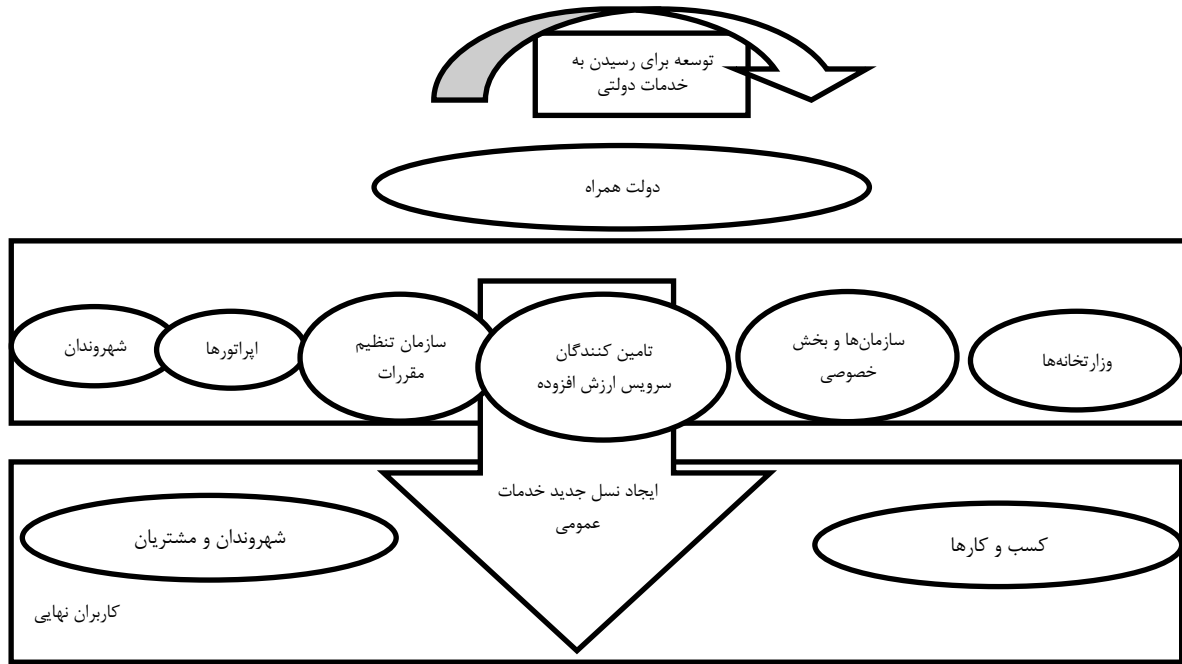 توسعه برای رسیدن به
خدمات دولتی
دولت همراه
وزارتخانه‌ها
سازمان‌ها و بخش
خصوصی
تامین کنندگان
سرویس ارزش افزوده
سازمان تنظیم
مقررات
اپراتورها
شهروندان
ایجاد نسل جدید خدمات
عمومی
کسب و کارها
شهروندان و مشتریان
کاربران نهایی